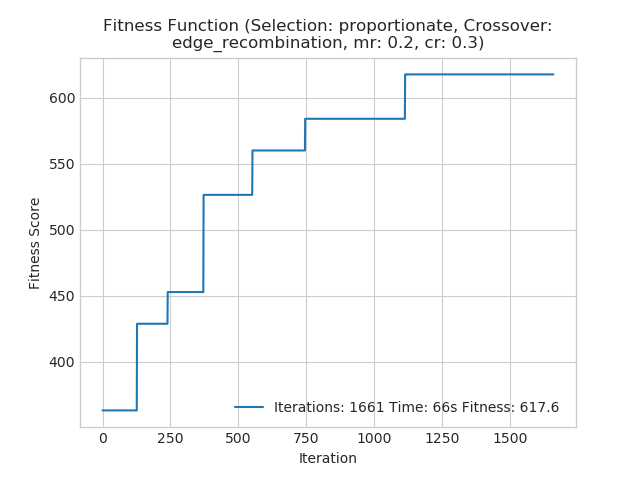 Fitness Function (Selection: proportionate, Crossover:
edge_recombination, mr: 0.2, cr: 0.3)
600
550
500
450
400
Fitness Score
Iterations: 1661 Time: 66s Fitness: 617.6
0 250 500 750 1000 1250 1500
Iteration